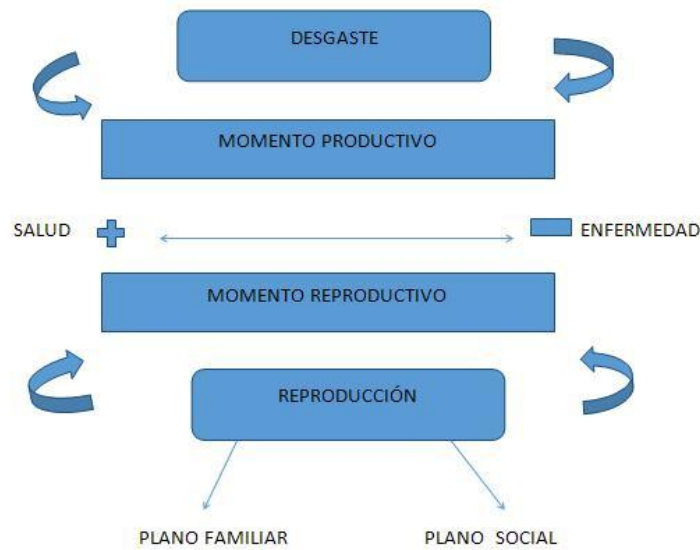 DESGASTE
MOMENTO PRODUCTIVO
SALUD
ENFERMEDAD
MOMENTO REPRODUCTIVO
REPRODUCCIÓN
PLANO FAMILIAR
PLANO SOCIAL